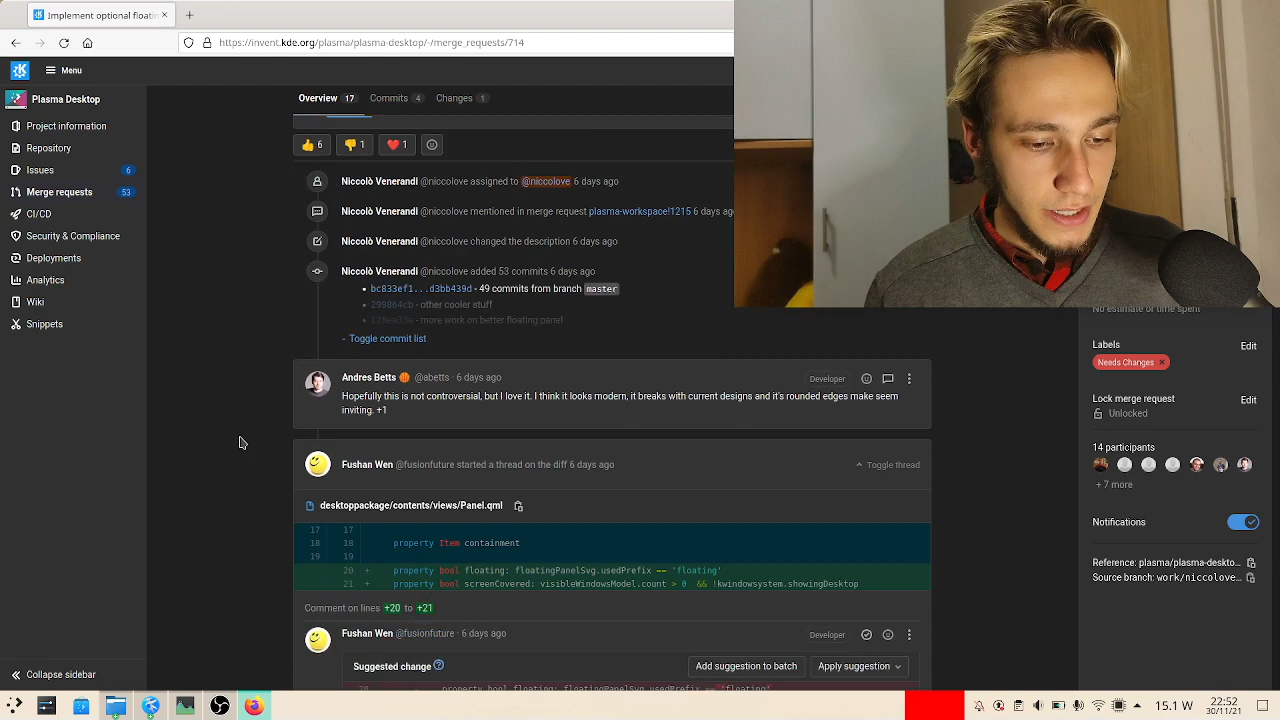 Implement optional floatin
https://invent.kde.org/plasma/plasma-desktop/-/merge_requests/714
Menu
Plasma Desktop
Project information
Repository
Issues 6
Merge requests 53
CI/CD
Security & Compliance
Deployments
Analytics
Wiki
Snippets
Collapse sidebar
Overview 17 Commits 4 Changes 1
👍 6 👎 1 ❤️ 1
Niccolò Venerandi @niccolove assigned to @niccolove 6 days ago
Niccolò Venerandi @niccolove mentioned in merge request plasma-workspace!1215 6 days ag
Niccolò Venerandi @niccolove changed the description 6 days ago
Niccolò Venerandi @niccolove added 53 commits 6 days ago
• bc833ef1...d3bb439d - 49 commits from branch master
• 299864cb - other cooler stuff
• 128ea33a - more work on better floating panel
- Toggle commit list
Andres Betts @abetts · 6 days ago Developer
Hopefully this is not controversial, but I love it. I think it looks modern, it breaks with current designs and it's rounded edges make seem
inviting. +1
Fushan Wen @fusionfuture started a thread on the diff 6 days ago Toggle thread
desktoppackage/contents/views/Panel.qml
17 17
18 18 property Item containment
19 19
20 + property bool floating: floatingPanelSvg.usedPrefix == 'floating'
21 + property bool screenCovered: visibleWindowsModel.count > 0 && !kwindowsystem.showingDesktop
Comment on lines +20 to +21
Fushan Wen @fusionfuture · 6 days ago Developer
Suggested change Add suggestion to batch Apply suggestion
20 property bool floating: floatingPanelSvg.usedPrefix == 'floating'
No estimate or time spent
Labels Edit
Needs Changes ×
Lock merge request Edit
Unlocked
14 participants
+ 7 more
Notifications
Reference: plasma/plasma-deskto...
Source branch: work/niccolove...
15.1 W
22:52
30/11/21